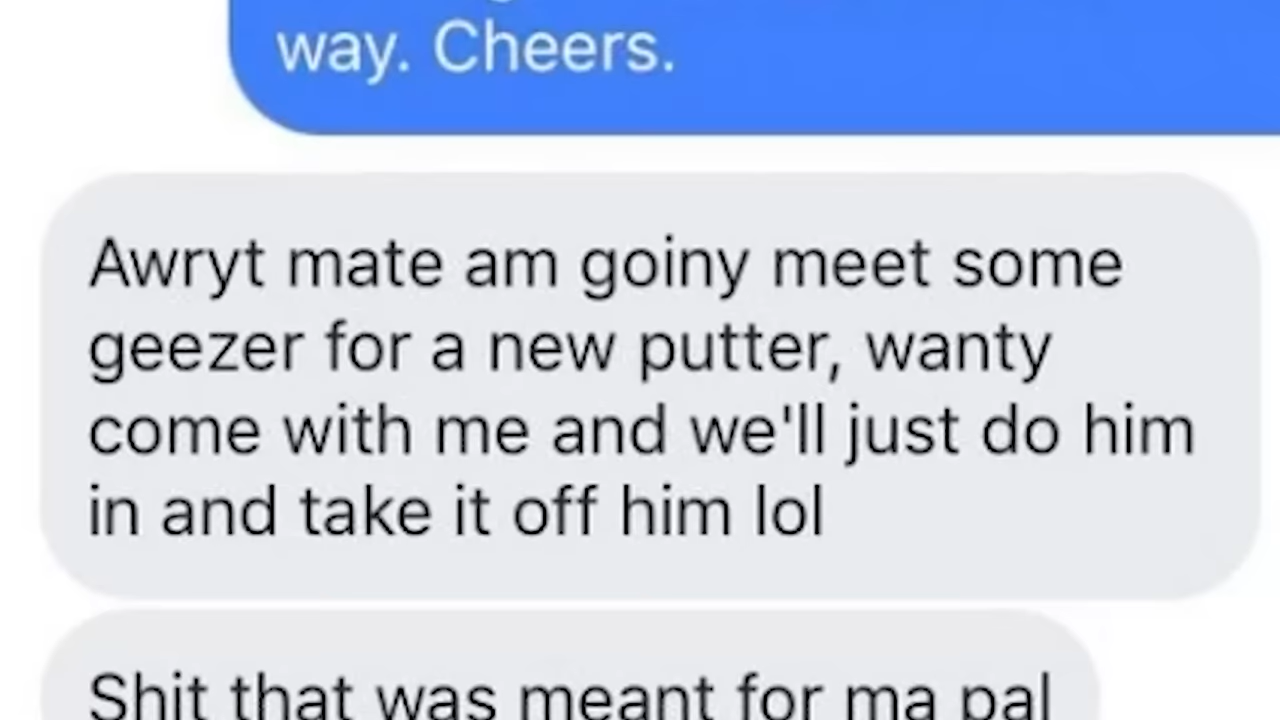 way. Cheers.
Awryt mate am goiny meet some
geezer for a new putter, wanty
come with me and we'll just do him
in and take it off him lol
Shit that was meant for ma pal